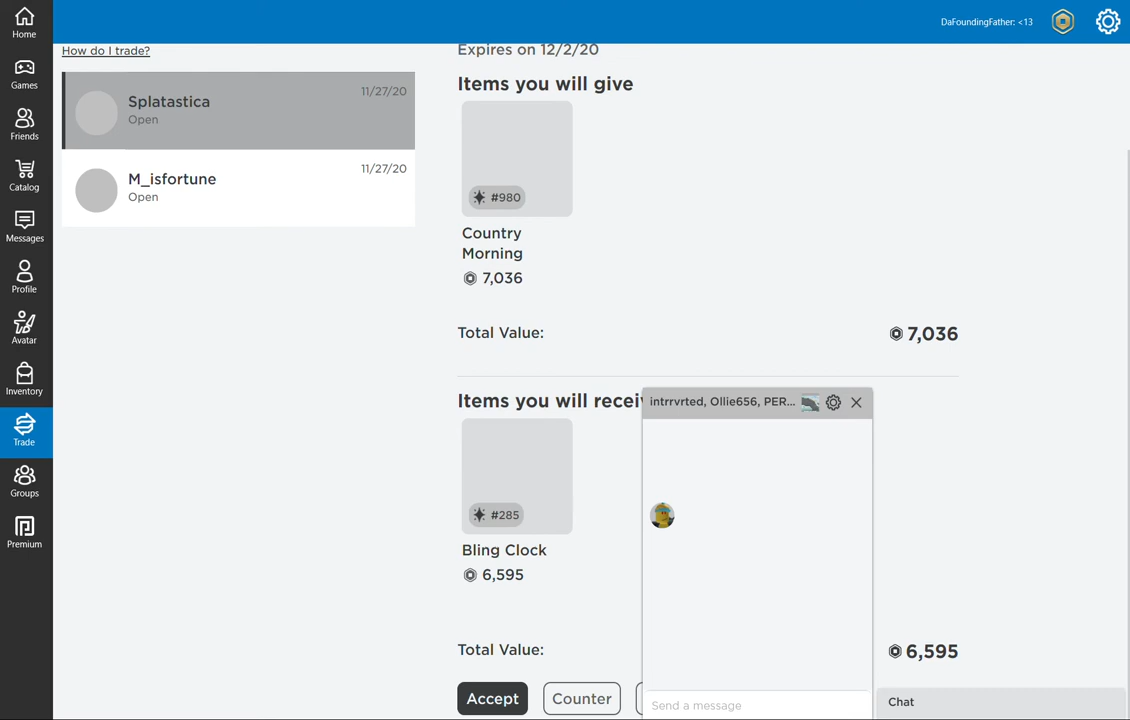 DaFoundingFather: <13
Home
Games
Friends
Catalog
Messages
Profile
Avatar
Inventory
Trade
Groups
Premium
How do I trade?
Splatastica
11/27/20
Open
M_isfortune
11/27/20
Open
Expires on 12/2/20
Items you will give
#980
Country
Morning
7,036
Total Value:
7,036
Items you will recei
#285
Bling Clock
6,595
Total Value:
6,595
Accept
Counter
intrrvrted, Ollie656, PER...
Send a message
Chat